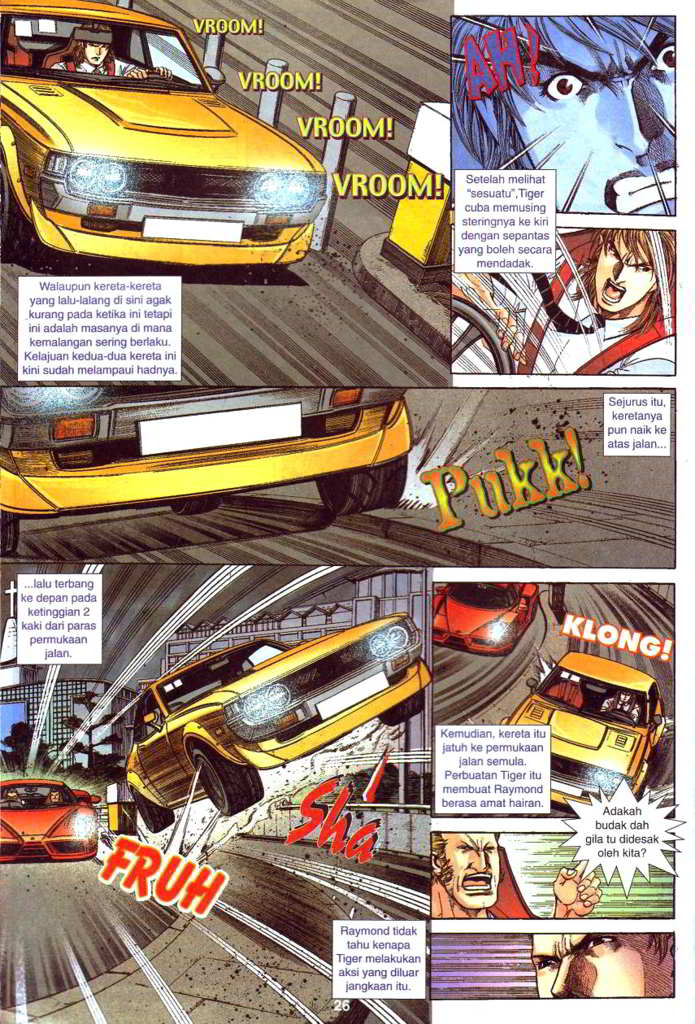 VROOM!
VROOM!
VROOM!
VROOM!
Walaupun kereta-kereta
yang lalu-lalang di sini agak
kurang pada ketika ini tetapi
ini adalah masanya di mana
kemalangan sering berlaku.
Kelajuan kedua-dua kereta ini
kini sudah melampaui hadnya.
AH!
Setelah melihat
"sesuatu",Tiger
cuba memusing
steringnya ke kiri
dengan sepantas
yang boleh secara
mendadak.
Sejurus itu,
keretanya
pun naik ke
atas jalan...
Pukk!
...lalu terbang
ke depan pada
ketinggian 2
kaki dari paras
permukaan
jalan.
FRUH
Sha!
Raymond tidak
tahu kenapa
Tiger melakukan
aksi yang diluar
jangkaan itu.
KLONG!
Kemudian, kereta itu
jatuh ke permukaan
jalan semula.
Perbuatan Tiger itu
membuat Raymond
berasa amat hairan.
Adakah
budak dah
gila tu didesak
oleh kita?
26